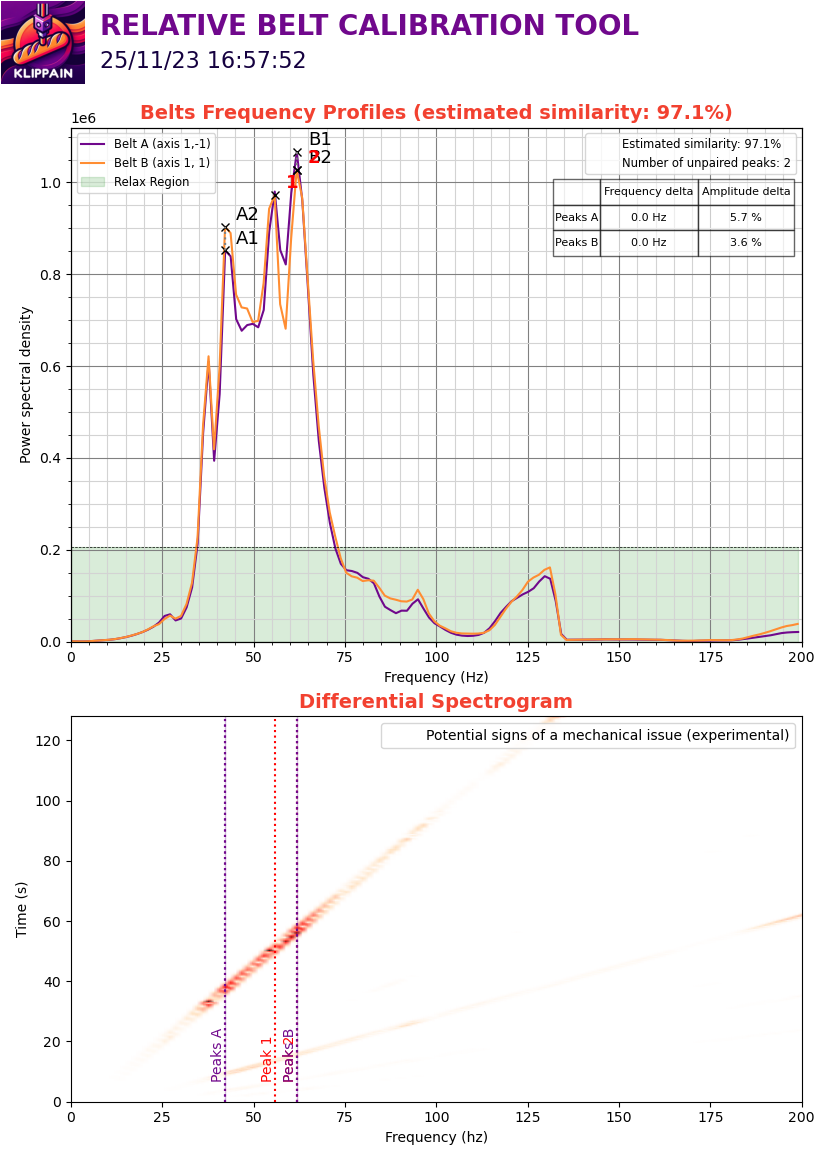 RELATIVE BELT CALIBRATION TOOL
25/11/23 16:57:52
KLIPPAIN
Belts Frequency Profiles (estimated similarity: 97.1%)
1e6
Belt A (axis 1,-1)
Belt B (axis 1, 1)
Relax Region
Estimated similarity: 97.1%
Number of unpaired peaks: 2
Frequency delta Amplitude delta
Peaks A 0.0 Hz 5.7 %
Peaks B 0.0 Hz 3.6 %
B1
B2
2
1
A2
A1
1.0
0.8
0.6
0.4
0.2
0.0
Power spectral density
0 25 50 75 100 125 150 175 200
Frequency (Hz)
Differential Spectrogram
Potential signs of a mechanical issue (experimental)
120
100
80
60
40
20
0
Time (s)
Peaks A
Peak 1
Peak 2
Peaks B
0 25 50 75 100 125 150 175 200
Frequency (hz)